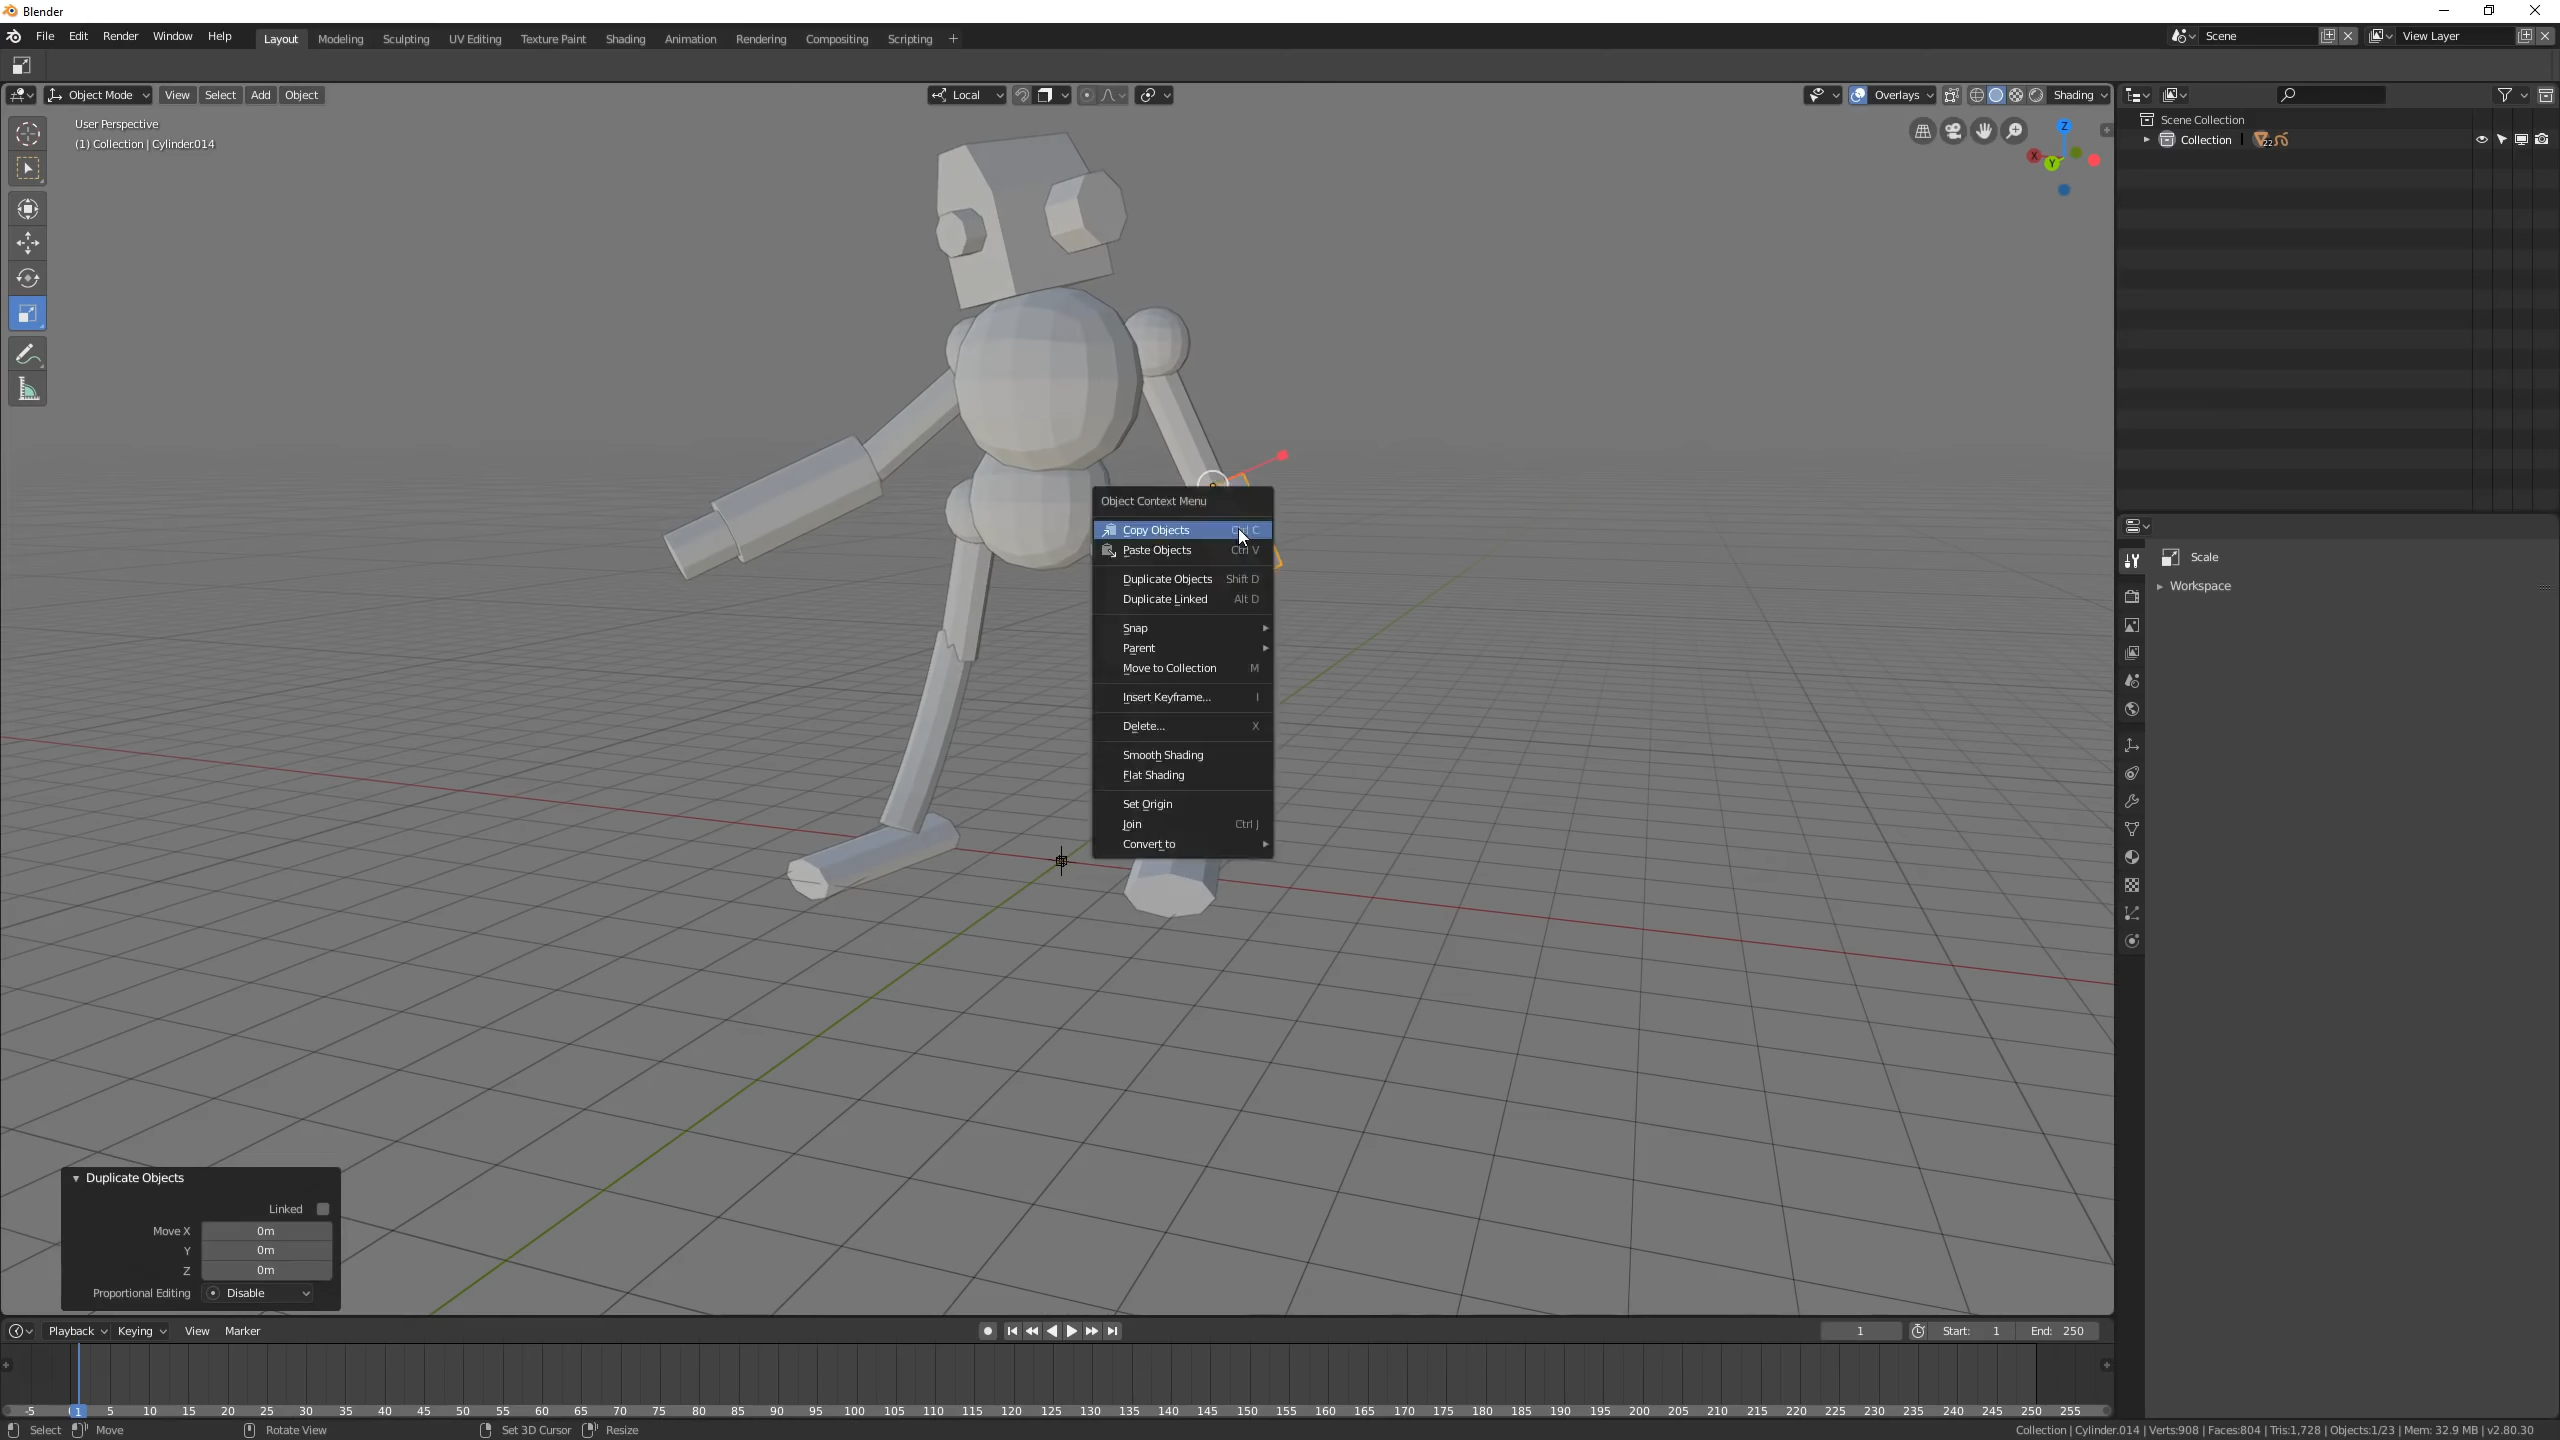 Blender
File Edit Render Window Help Layout Modeling Sculpting UV Editing Texture Paint Shading Animation Rendering Compositing Scripting + Scene View Layer
Object Mode View Select Add Object Local Overlays Shading
User Perspective
(1) Collection | Cylinder.014
Z
X
Y
Scene Collection
Collection 22
Object Context Menu
Copy Objects
Paste Objects Ctrl V
Duplicate Objects Shift D
Duplicate Linked Alt D
Snap
Parent
Move to Collection M
Insert Keyframe... I
Delete... X
Smooth Shading
Flat Shading
Set Origin
Join Ctrl J
Convert to
Scale
Workspace
Duplicate Objects
Linked
Move X 0m
Y 0m
Z 0m
Proportional Editing Disable
Playback Keying View Marker 1 Start: 1 End: 250
-5 1 5 10 15 20 25 30 35 40 45 50 55 60 65 70 75 80 85 90 95 100 105 110 115 120 125 130 135 140 145 150 155 160 165 170 175 180 185 190 195 200 205 210 215 220 225 230 235 240 245 250 255
Select Move Rotate View Set 3D Cursor Resize Collection | Cylinder.014 | Verts:908 | Faces:804 | Tris:1,728 | Objects:1/23 | Mem: 32.9 MB | v2.80.30